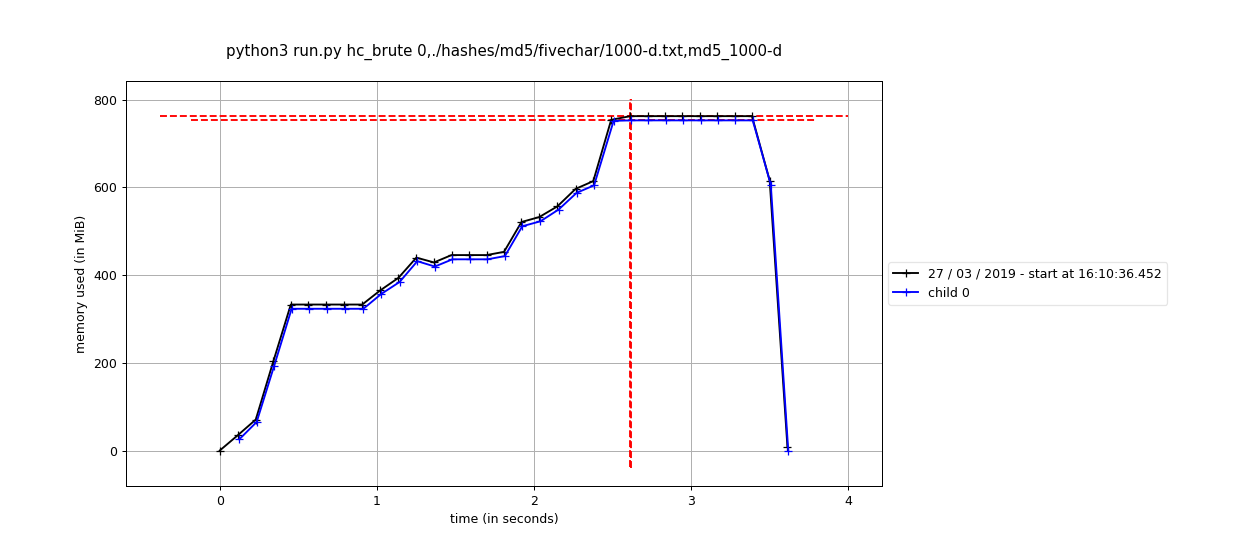 python3 run.py hc_brute 0,./hashes/md5/fivechar/1000-d.txt,md5_1000-d
memory used (in MiB)
800
600
400
200
0
0 1 2 3 4
time (in seconds)
27 / 03 / 2019 - start at 16:10:36.452
child 0